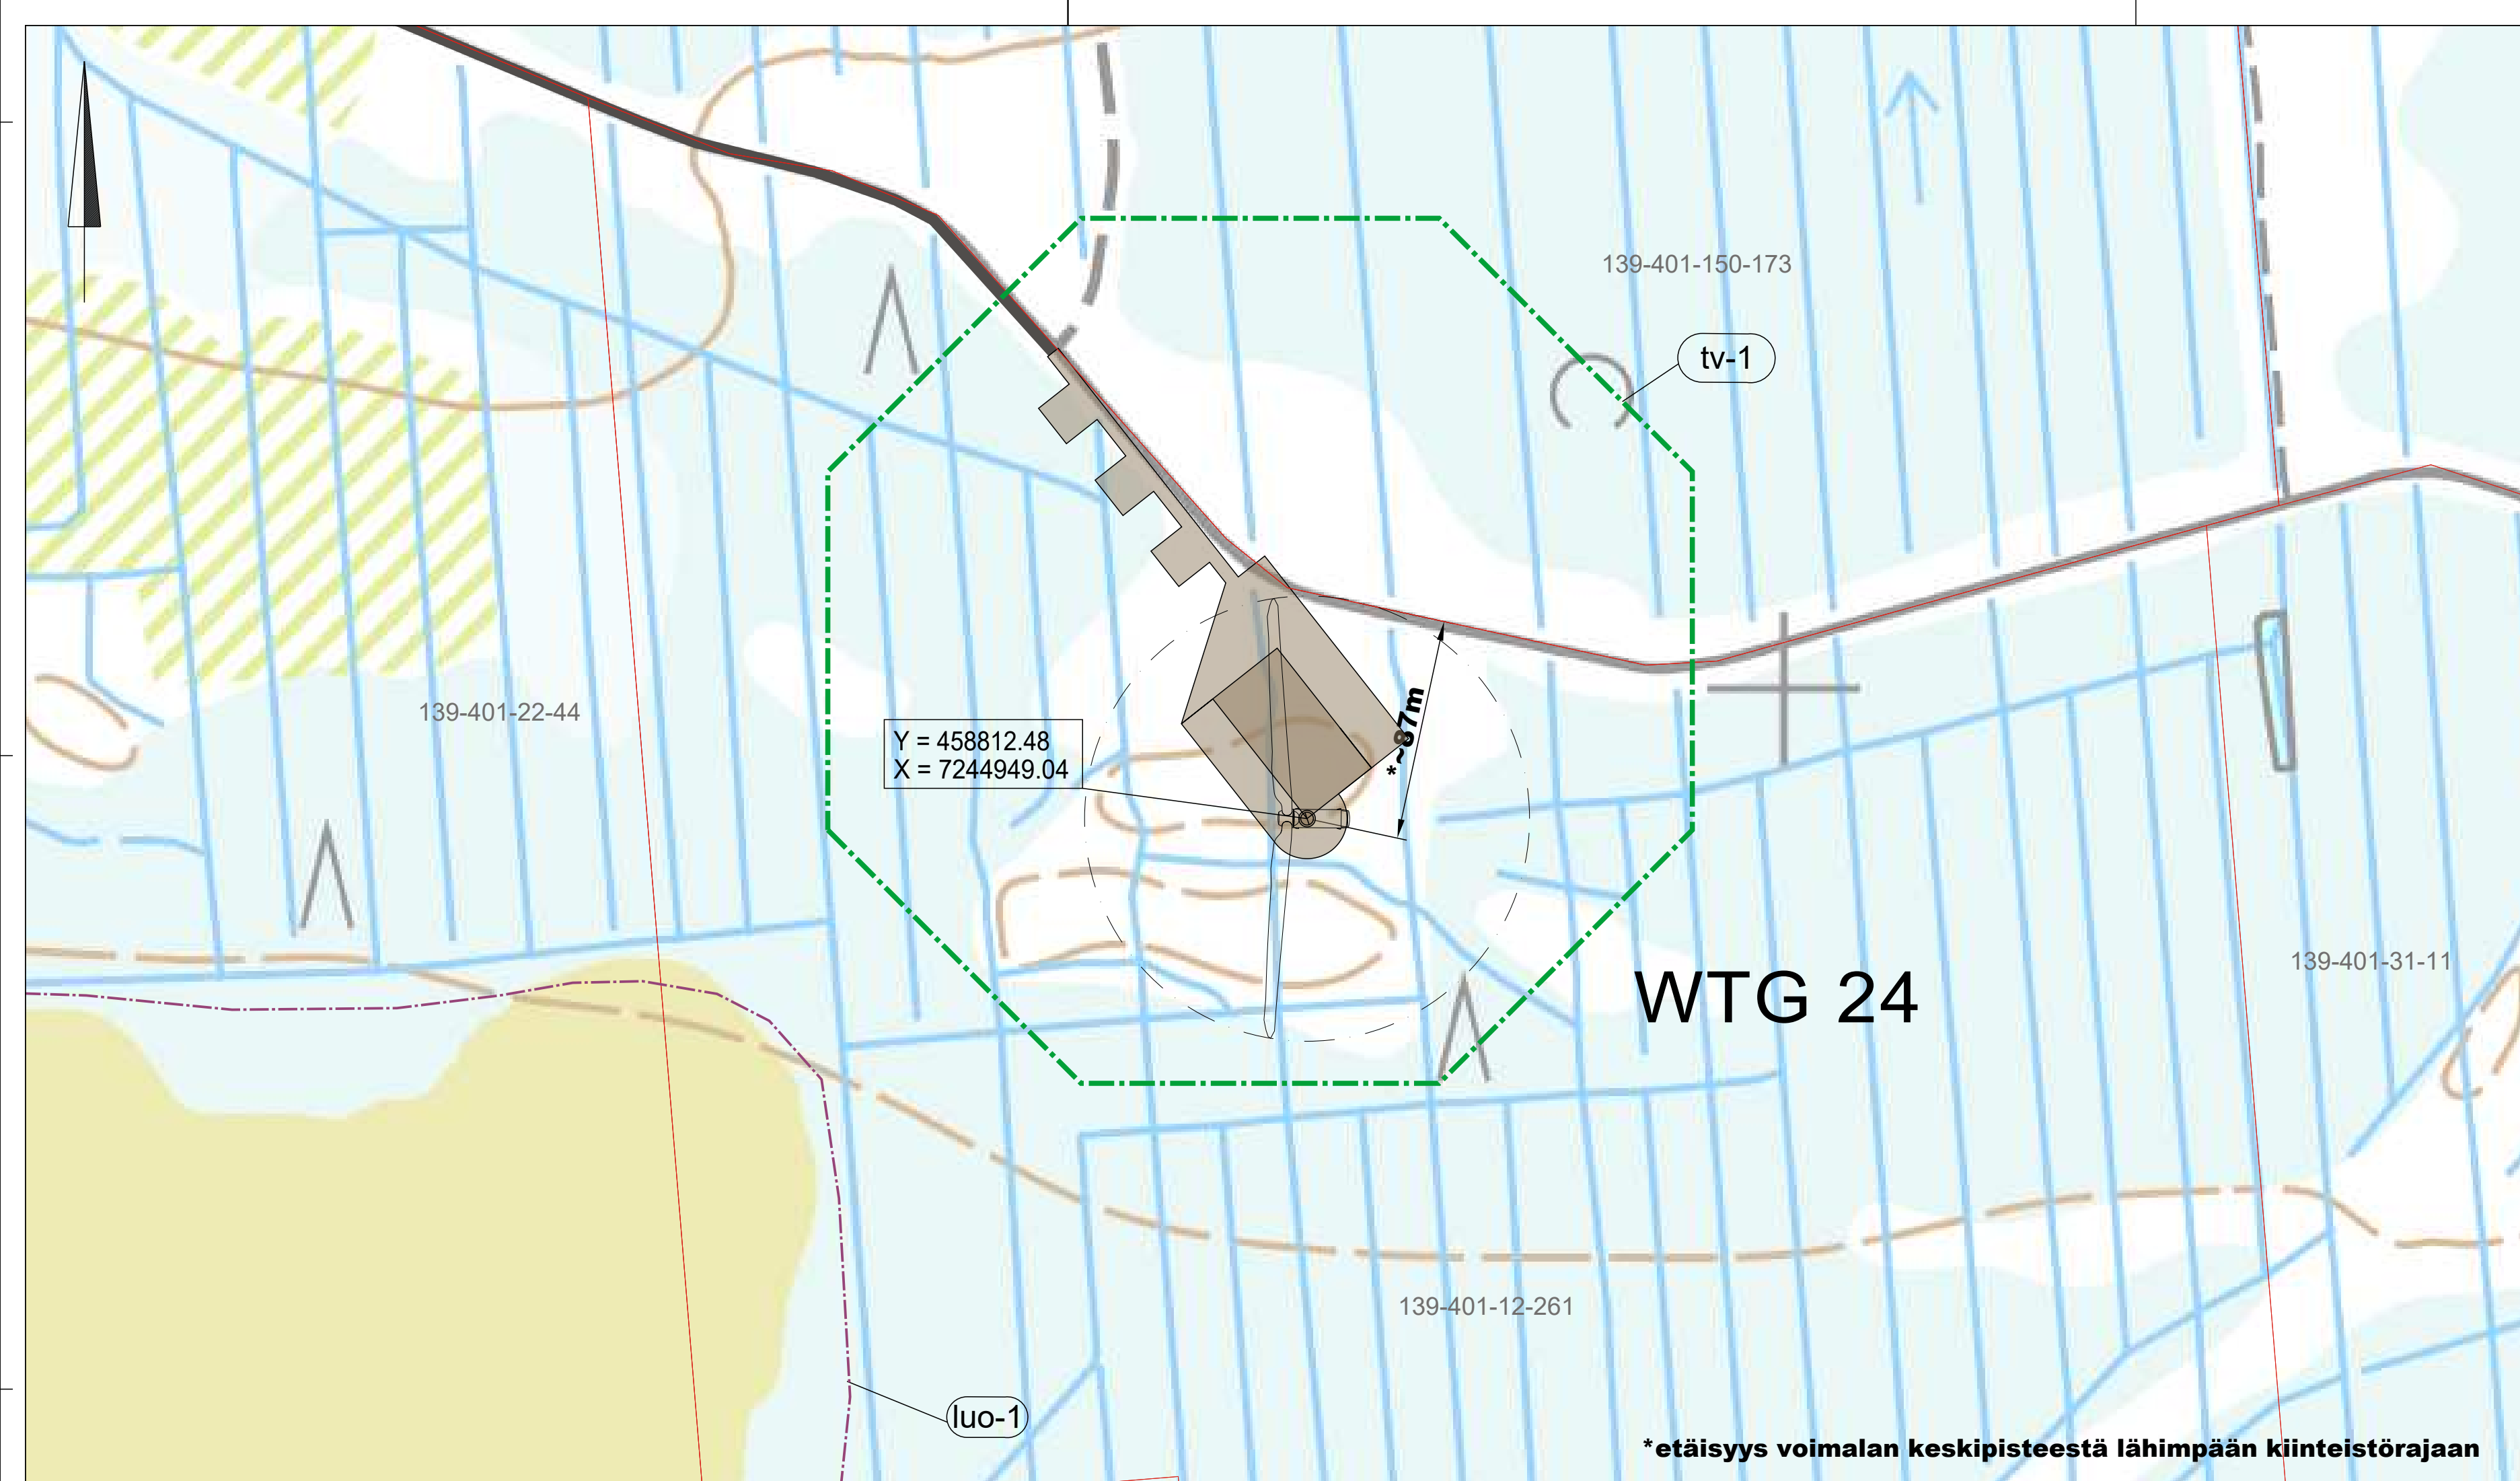 139-401-150-173
tv-1
139-401-22-44
Y = 458812.48
X = 7244949.04
*~87m
139-401-31-11
WTG 24
139-401-12-261
luo-1
*etäisyys voimalan keskipisteestä lähimpään kiinteistörajaan